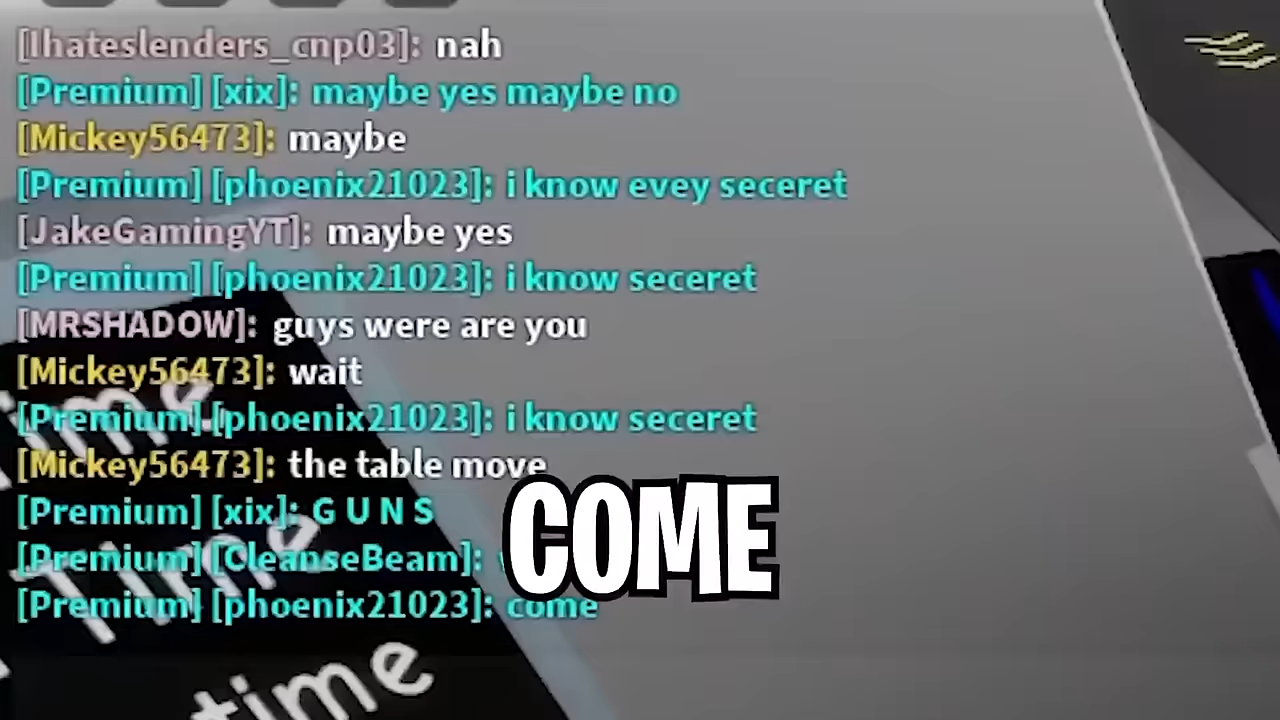 [Ihateslenders_cnp03]: nah
[Premium] [xix]: maybe yes maybe no
[Mickey56473]: maybe
[Premium] [phoenix21023]: i know evey seceret
[JakeGamingYT]: maybe yes
[Premium] [phoenix21023]: i know seceret
[MRSHADOW]: guys were are you
[Mickey56473]: wait
[Premium] [phoenix21023]: i know seceret
[Mickey56473]: the table move
[Premium] [xix]: G U N S
[Premium] [CleanseBeam]:
[Premium] [phoenix21023]: come
COME
Time
time